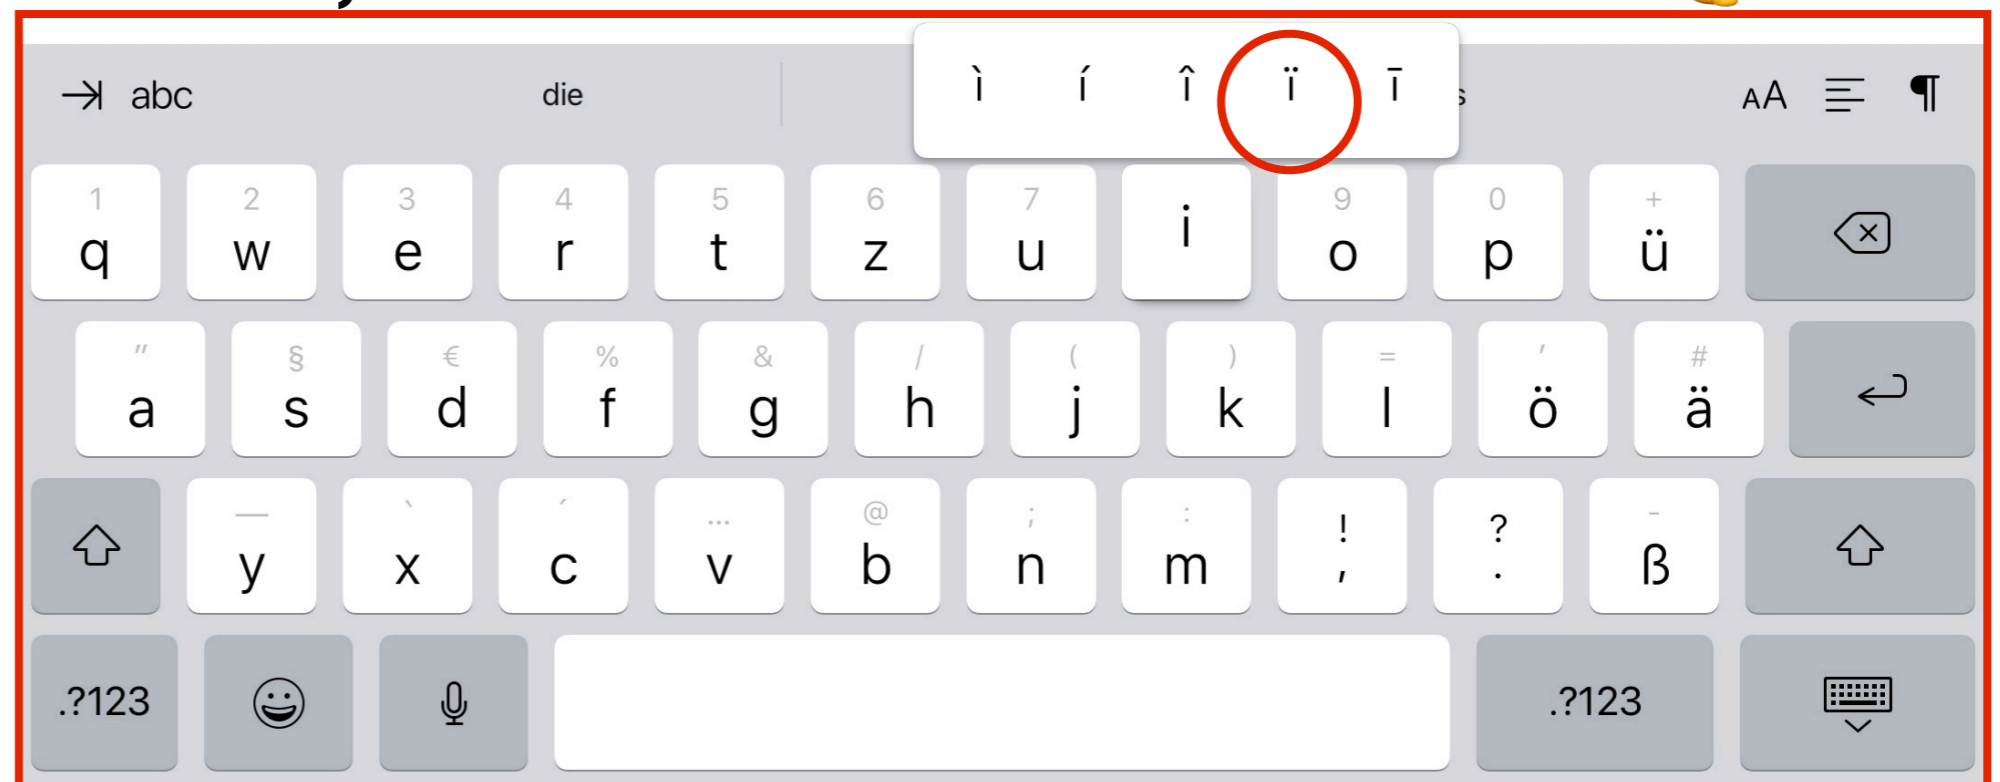 ì í î ï ī
abc die s AA ¶
1 2 3 4 5 6 7 9 0 +
q w e r t z u i o p ü
" § € % & / ( ) = ' #
a s d f g h j k l ö ä
— ` ´ ... @ ; : ! ? -
y x c v b n m , . ß
.?123 .?123